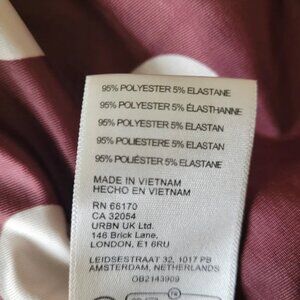 95% POLYESTER 5% ELASTANE
95% POLYESTER 5% ÉLASTHANNE
95% POLYESTER 5% ELASTAN
95% POLIESTERE 5% ELASTAN
95% POLIÉSTER 5% ELASTANE
MADE IN VIETNAM
HECHO EN VIETNAM
RN 66170
CA 32054
URBN UK Ltd.
146 Brick Lane,
LONDON, E1 6RU
LEIDSESTRAAT 32, 1017 PB
AMSTERDAM, NETHERLANDS
OB2143909